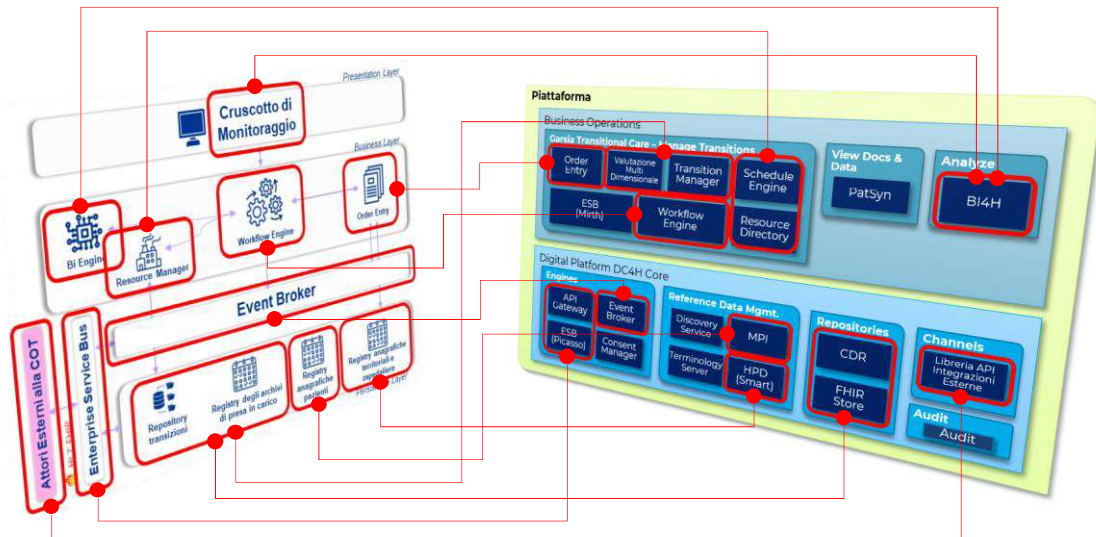 Presentation Layer
Cruscotto di
Monitoraggio
Business Layer
Order Entry
Workflow Engine
Bi Engine
Resource Manager
Event Broker
Attori Esterni alla COT
HL7 FHIR
Enterprise Service Bus
Repository
transizioni
Registry degli archivi
di presa in carico
Registry
anagrafiche
pazienti
Registry anagrafiche
territoriali e
ospedaliere
Layer
Piattaforma
Business Operations
Garsia Transitional Care – Manage Transitions
Order
Entry
Valutazione
Multi
Dimensionale
Transition
Manager
Schedule
Engine
ESB
(Mirth)
Workflow
Engine
Resource
Directory
View Docs &
Data
PatSyn
Analyze
BI4H
Digital Platform DC4H Core
Engines
API
Gateway
Event
Broker
ESB
(Picasso)
Consent
Manager
Reference Data Mgmt.
Discovery
Service
MPI
Terminology
Server
HPD
(Smart)
Repositories
CDR
FHIR
Store
Channels
Libreria API
Integrazioni
Esterne
Audit
Audit